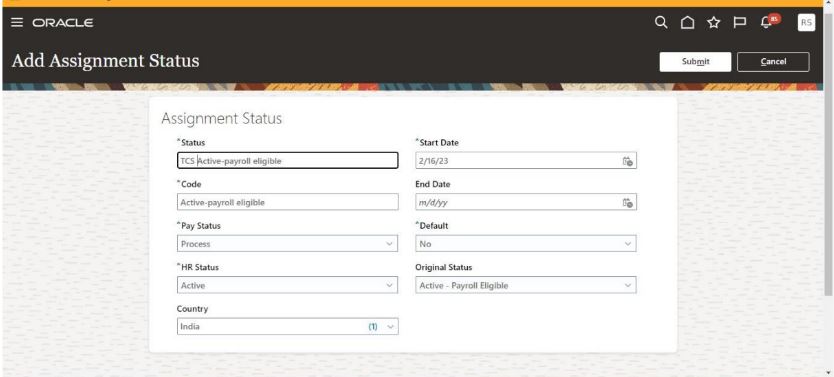 ORACLE
85
RS
Add Assignment Status
Submit
Cancel
Assignment Status
*Status
*Start Date
TCS Active-payroll eligible
2/16/23
*Code
End Date
Active-payroll eligible
m/d/yy
*Pay Status
*Default
Process
No
*HR Status
Original Status
Active
Active - Payroll Eligible
Country
India (1)